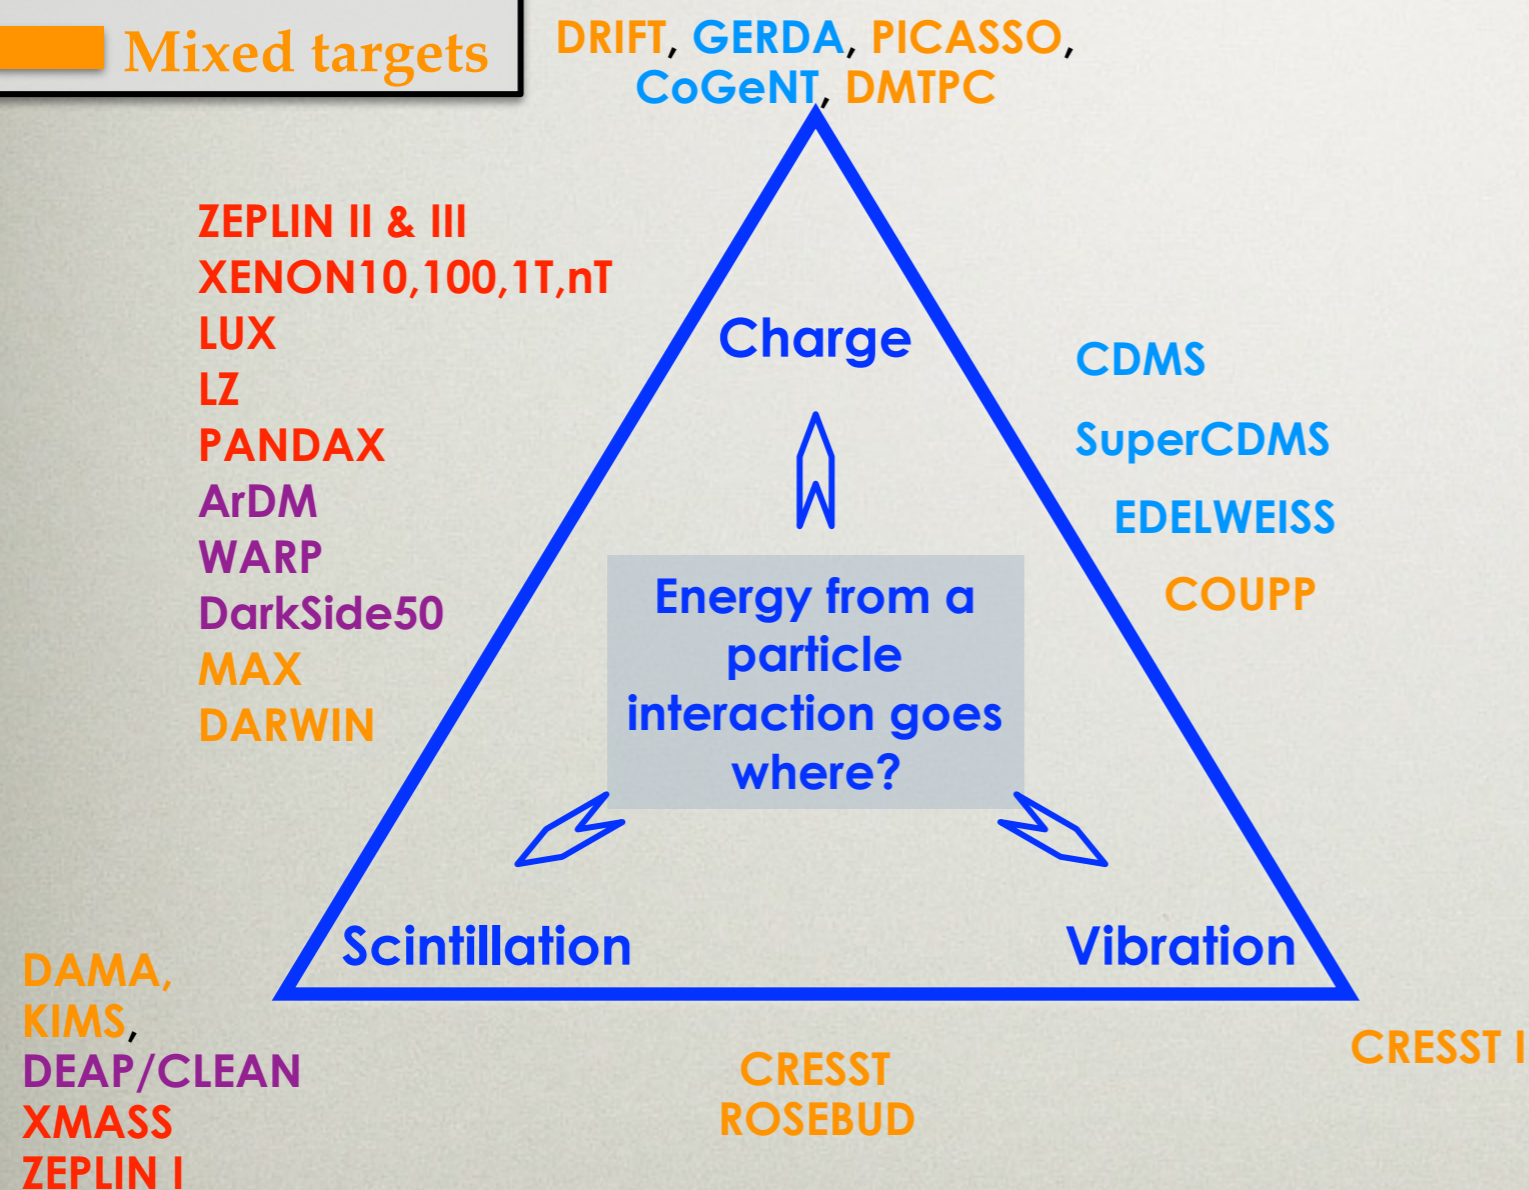 Mixed targets
DRIFT, GERDA, PICASSO,
CoGeNT, DMTPC
ZEPLIN II & III
XENON10,100,1T,nT
LUX
LZ
PANDAX
ArDM
WARP
DarkSide50
MAX
DARWIN
Charge
CDMS
SuperCDMS
EDELWEISS
COUPP
Energy from a
particle
interaction goes
where?
Scintillation
Vibration
DAMA,
KIMS,
DEAP/CLEAN
XMASS
ZEPLIN I
CRESST
ROSEBUD
CRESST I